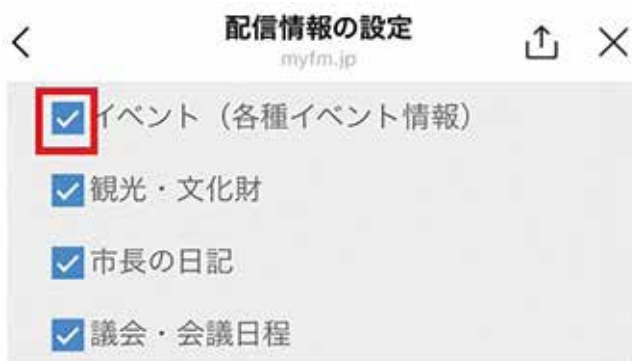 配信情報の設定
myfm.jp
イベント（各種イベント情報）
観光・文化財
市長の日記
議会・会議日程